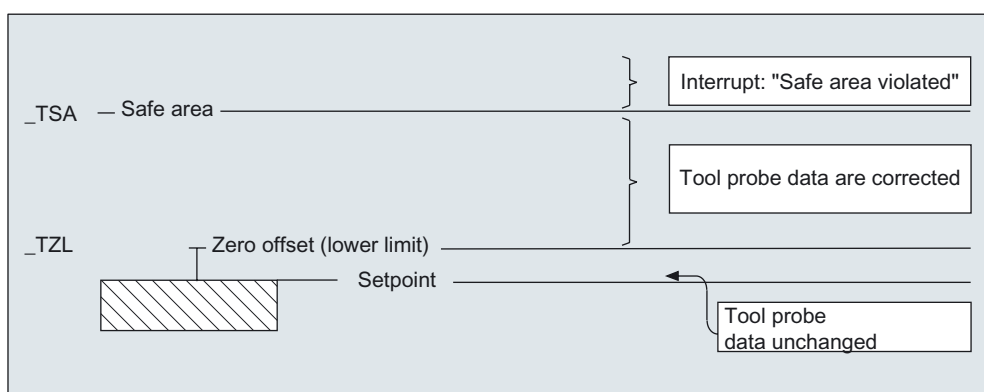 Interrupt: "Safe area violated"
_TSA
Safe area
Tool probe data are corrected
_TZL
Zero offset (lower limit)
Setpoint
Tool probe
data unchanged